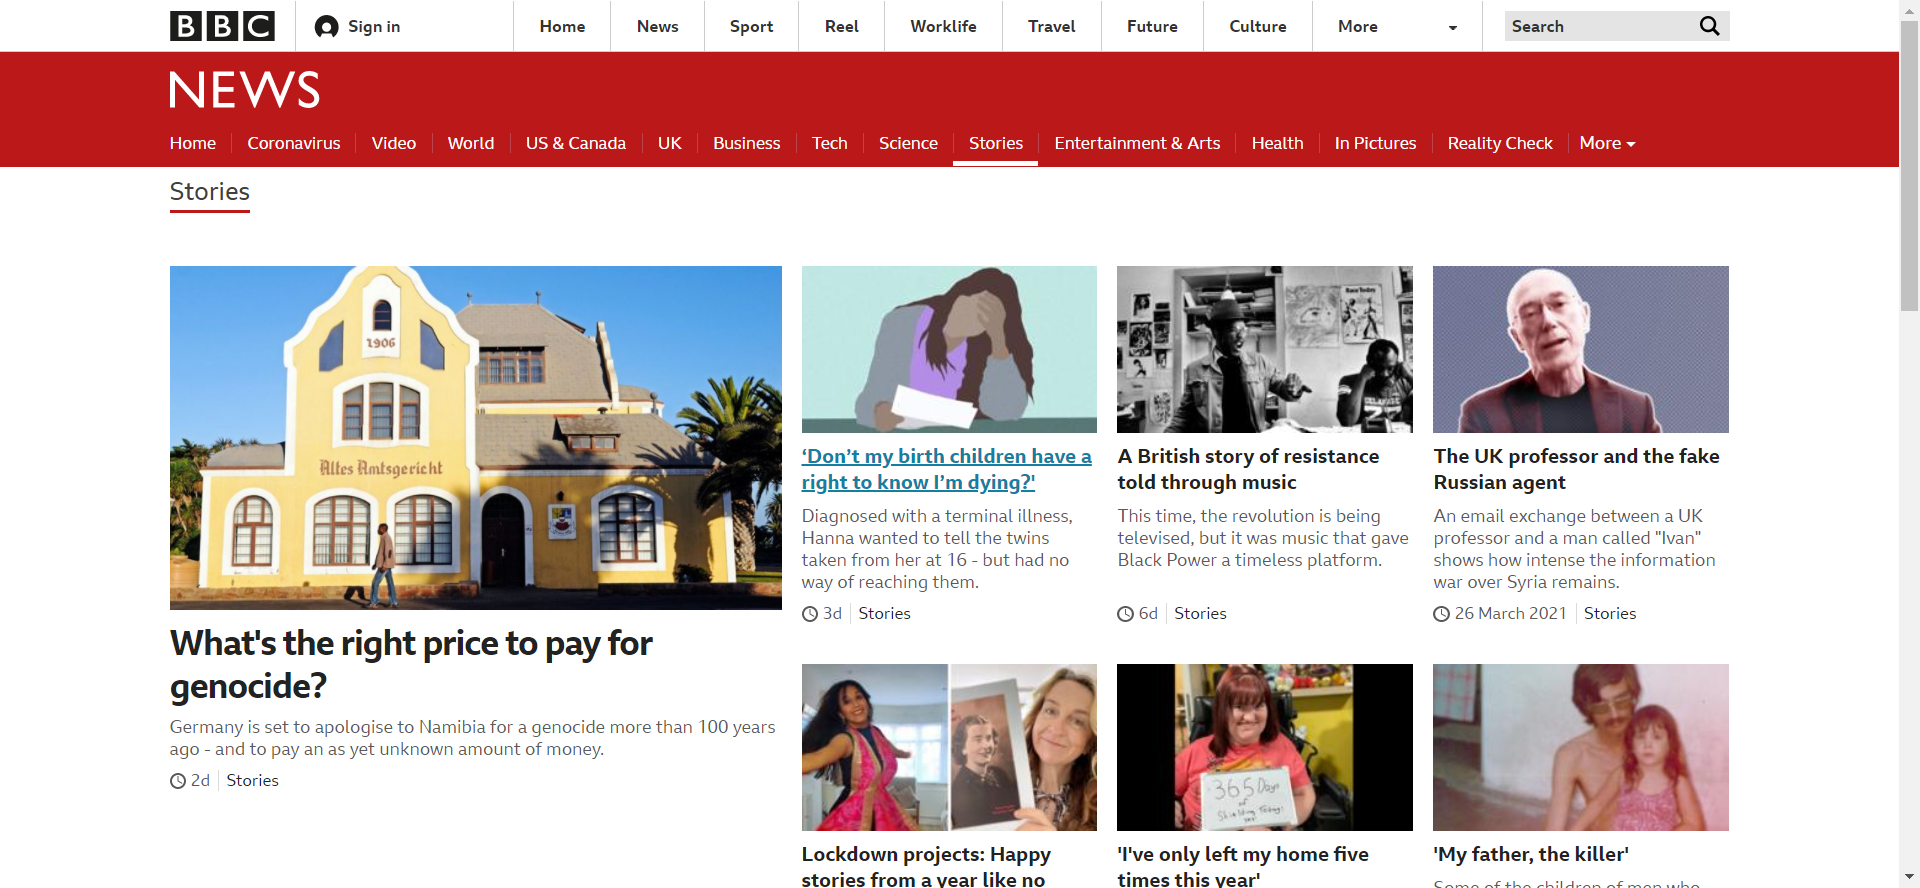 BBC
Sign in
Home
News
Sport
Reel
Worklife
Travel
Future
Culture
More
Search
NEWS
Home
Coronavirus
Video
World
US & Canada
UK
Business
Tech
Science
Stories
Entertainment & Arts
Health
In Pictures
Reality Check
More
Stories
1906
Altes Amtsgericht
What's the right price to pay for
genocide?
Germany is set to apologise to Namibia for a genocide more than 100 years
ago - and to pay an as yet unknown amount of money.
2d
Stories
‘Don’t my birth children have a
right to know I’m dying?'
Diagnosed with a terminal illness,
Hanna wanted to tell the twins
taken from her at 16 - but had no
way of reaching them.
3d
Stories
Race Today
A British story of resistance
told through music
This time, the revolution is being
televised, but it was music that gave
Black Power a timeless platform.
6d
Stories
The UK professor and the fake
Russian agent
An email exchange between a UK
professor and a man called "Ivan"
shows how intense the information
war over Syria remains.
26 March 2021
Stories
Lockdown projects: Happy
stories from a year like no
365 Days
of
Shielding Today!
'I've only left my home five
times this year'
'My father, the killer'
Some of the children of men who